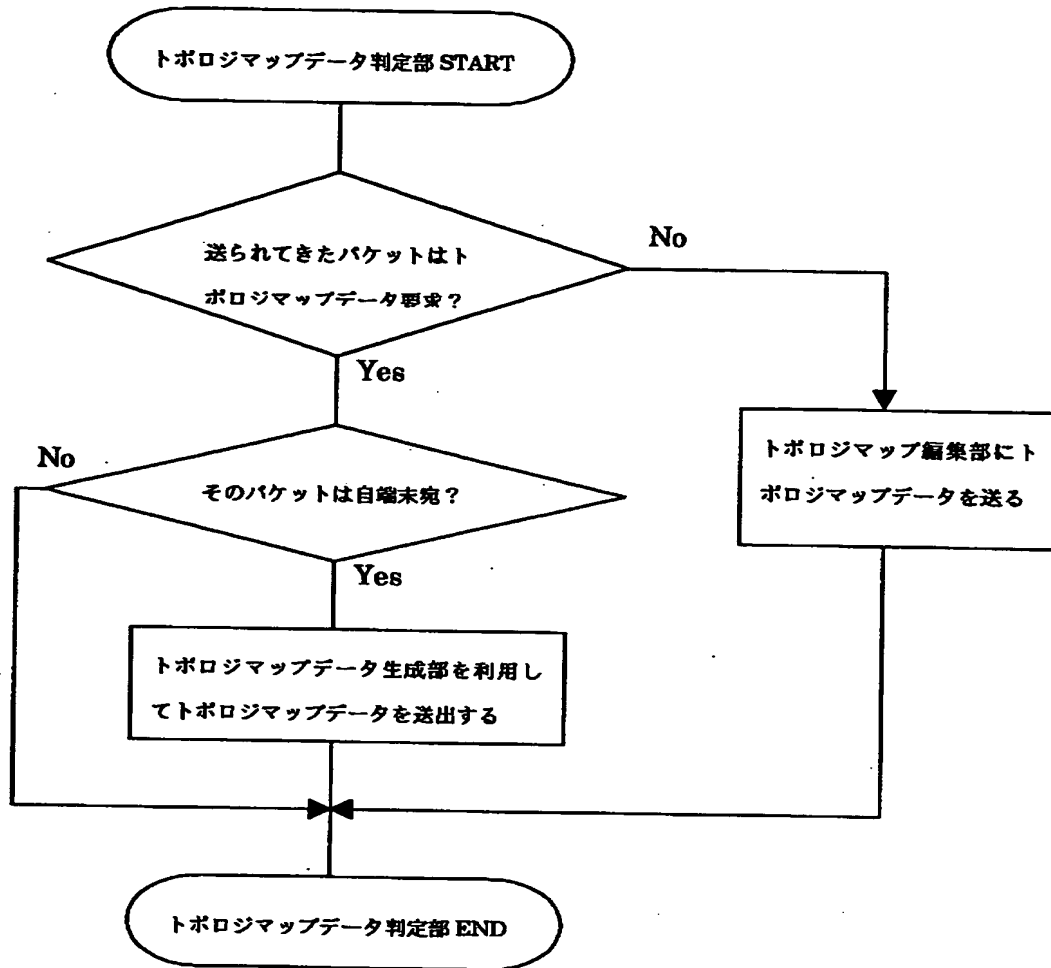 トポロジマップデータ判定部 START
送られてきたパケットはト
ポロジマップデータ要求?
No
Yes
トポロジマップ編集部にト
ポロジマップデータを送る
No
そのパケットは自端末宛?
Yes
トポロジマップデータ生成部を利用し
てトポロジマップデータを送出する
トポロジマップデータ判定部 END